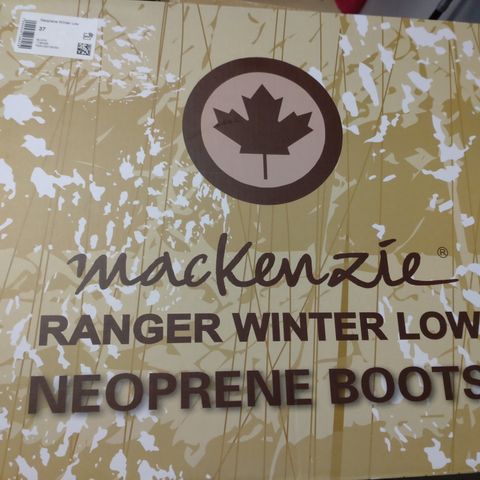 Neoprene Winter Low
37
mackenzie®
RANGER WINTER LOW
NEOPRENE BOOTS